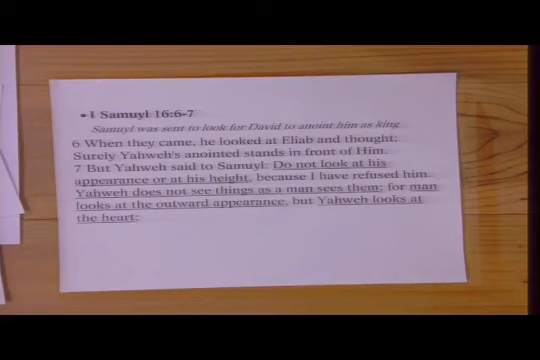 • I Samuyl 16:6-7
Samuyl was sent to look for David to anoint him as king
6 When they came, he looked at Eliab and thought:
Surely Yahweh's anointed stands in front of Him.
7 But Yahweh said to Samuyl: Do not look at his
appearance or at his height, because I have refused him.
Yahweh does not see things as a man sees them; for man
looks at the outward appearance, but Yahweh looks at
the heart;